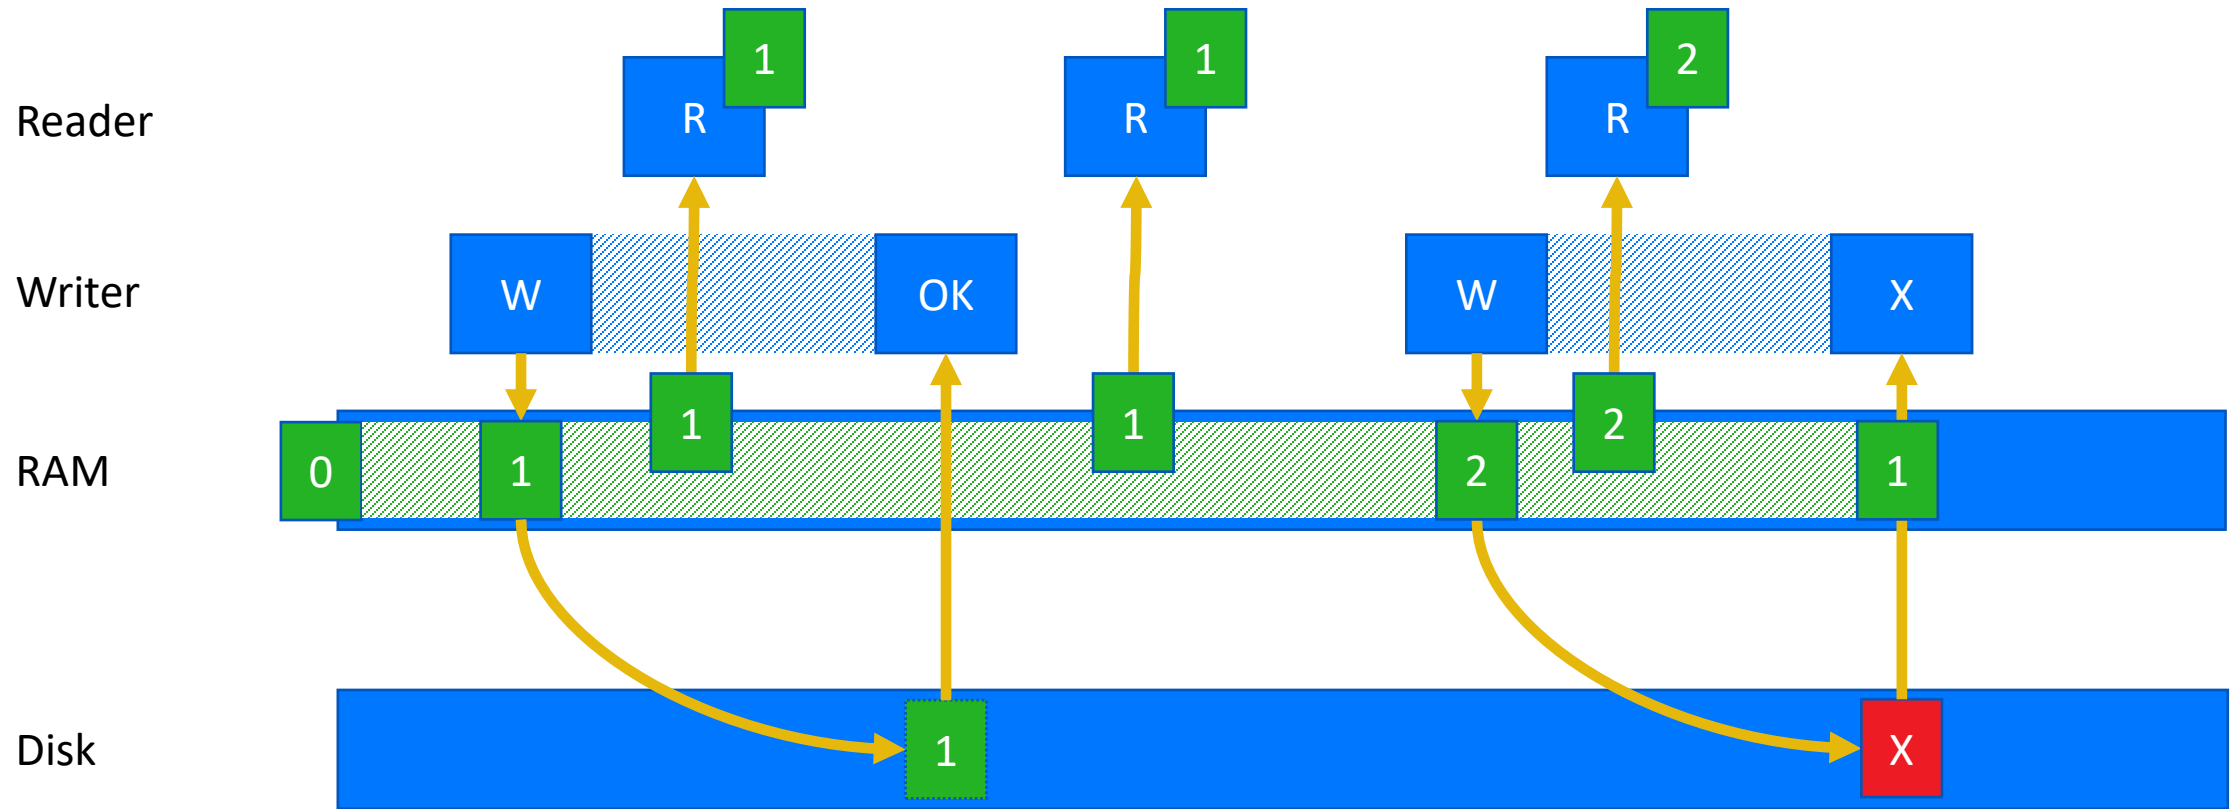 1 1 2
Reader R R R
Writer W OK W X
1 1 2
RAM 0 1 2 1
Disk 1 X